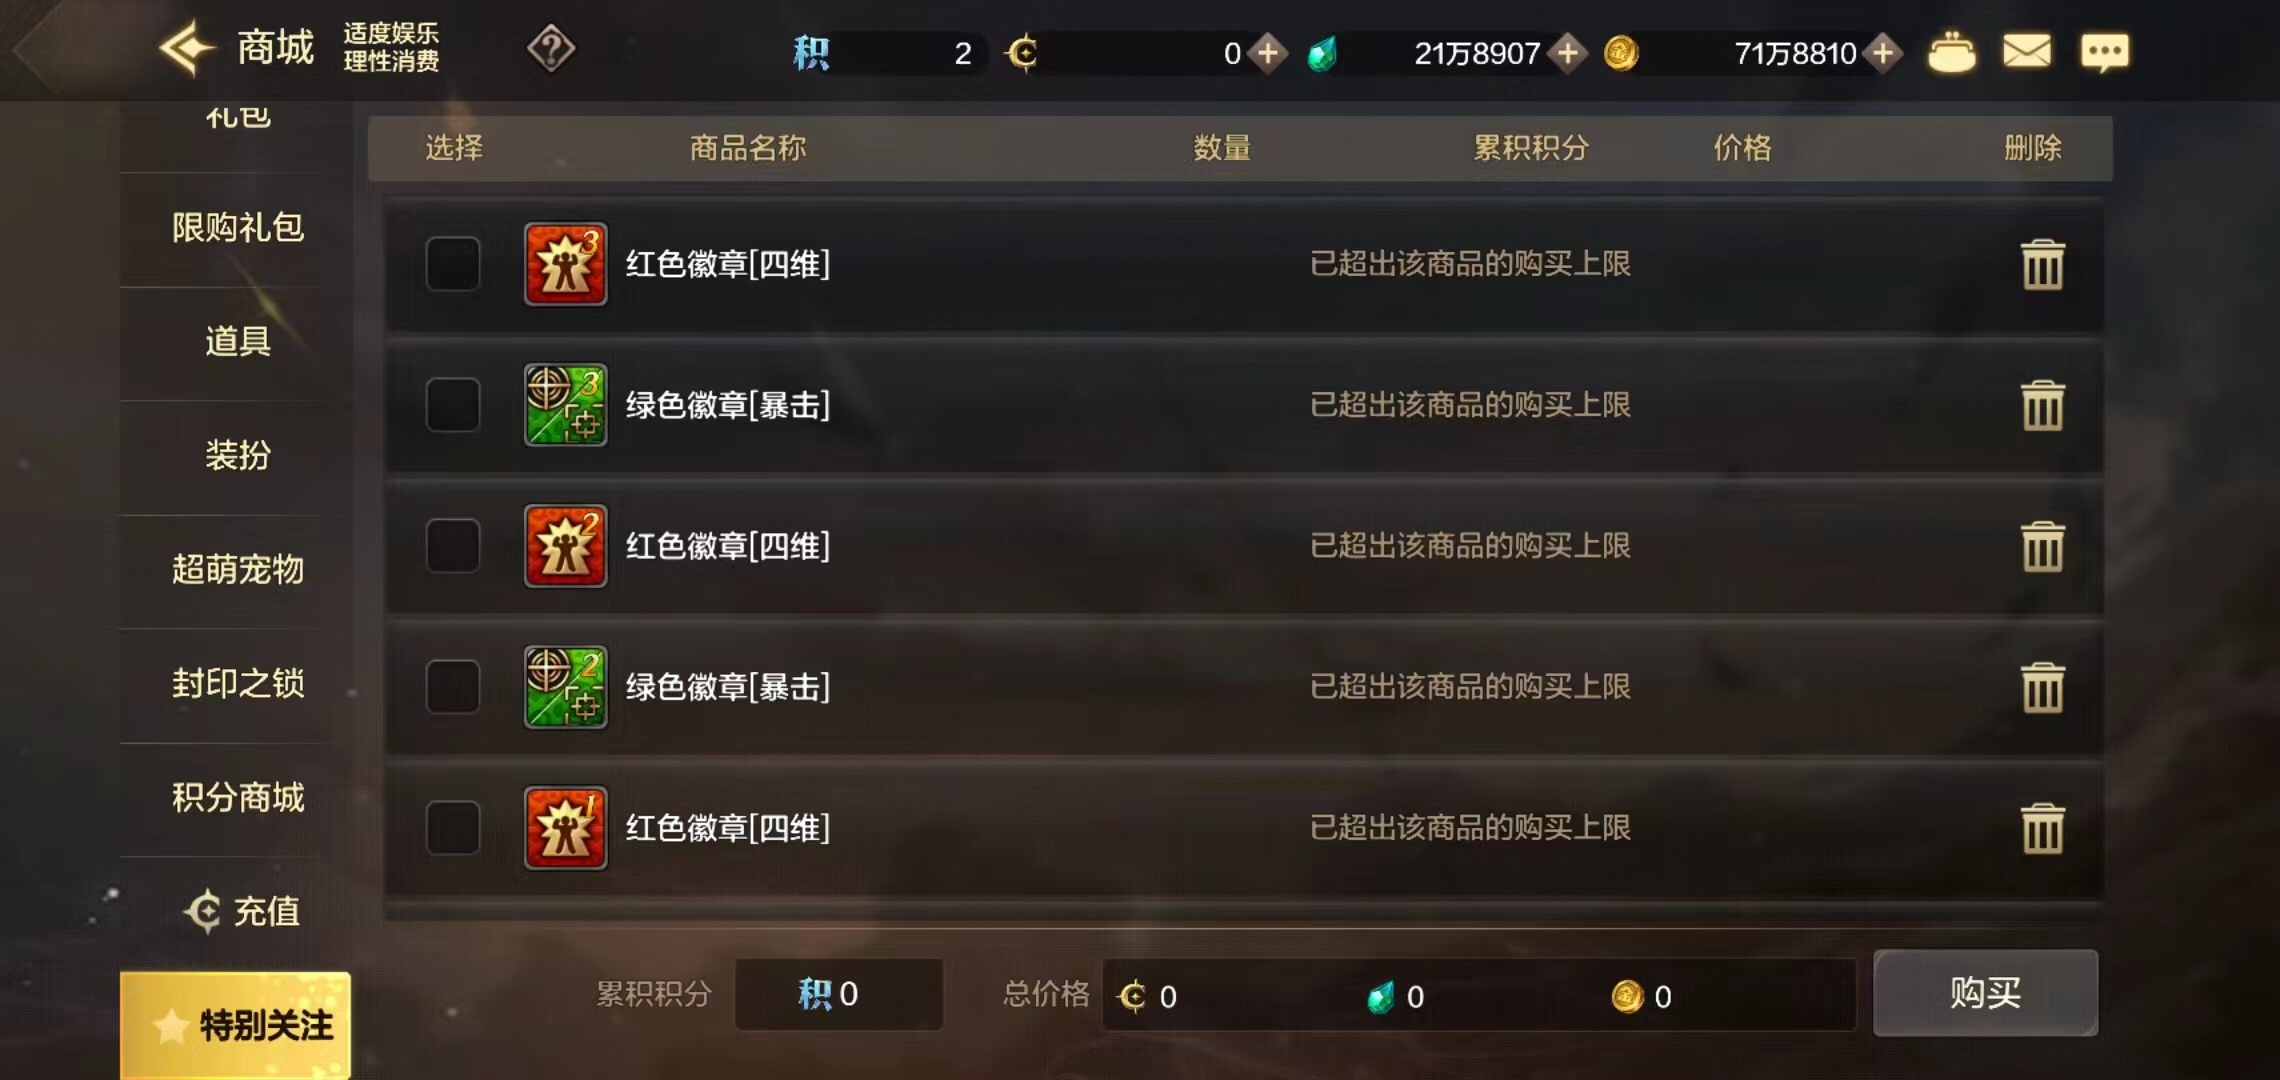 商城
适度娱乐
理性消费
积 2
0
21万8907
71万8810
礼包
限购礼包
道具
装扮
超萌宠物
封印之锁
积分商城
充值
特别关注
选择 商品名称 数量 累积积分 价格 删除
3 红色徽章[四维] 已超出该商品的购买上限
3 绿色徽章[暴击] 已超出该商品的购买上限
2 红色徽章[四维] 已超出该商品的购买上限
2 绿色徽章[暴击] 已超出该商品的购买上限
1 红色徽章[四维] 已超出该商品的购买上限
累积积分 积0 总价格 0 0 0 购买